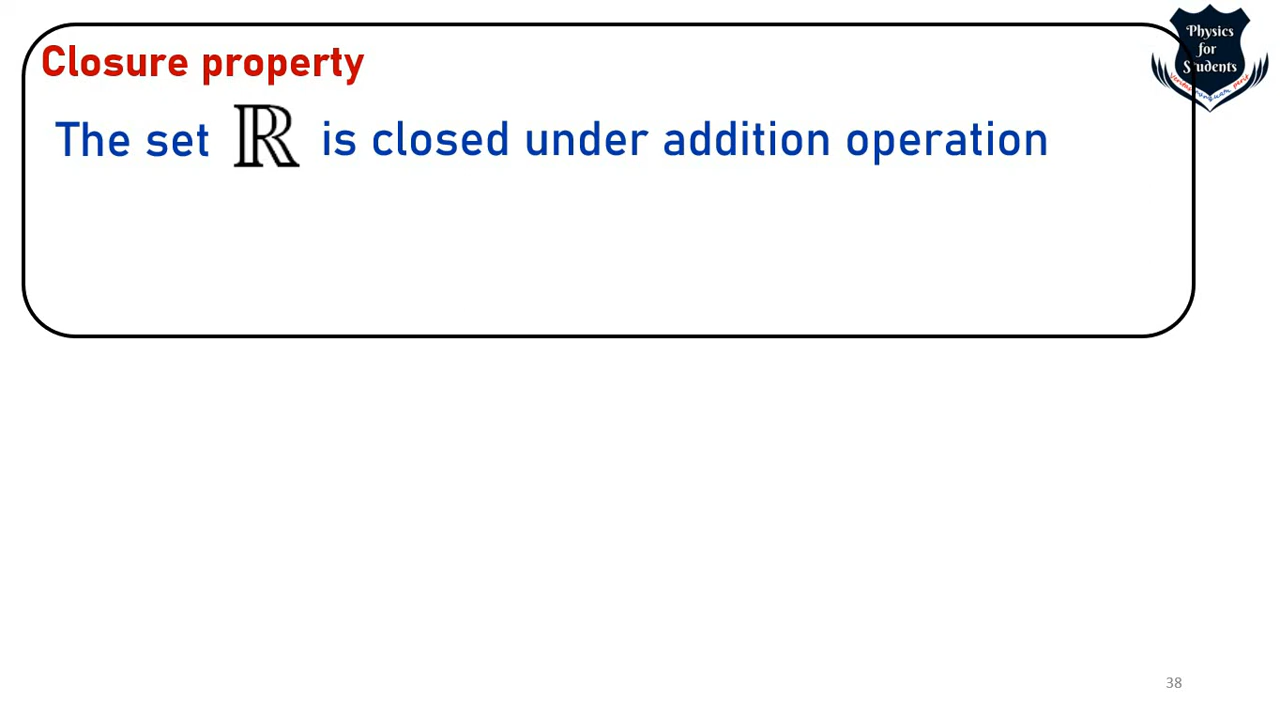 Closure property
The set ℝ is closed under addition operation
Physics
for
Students
38